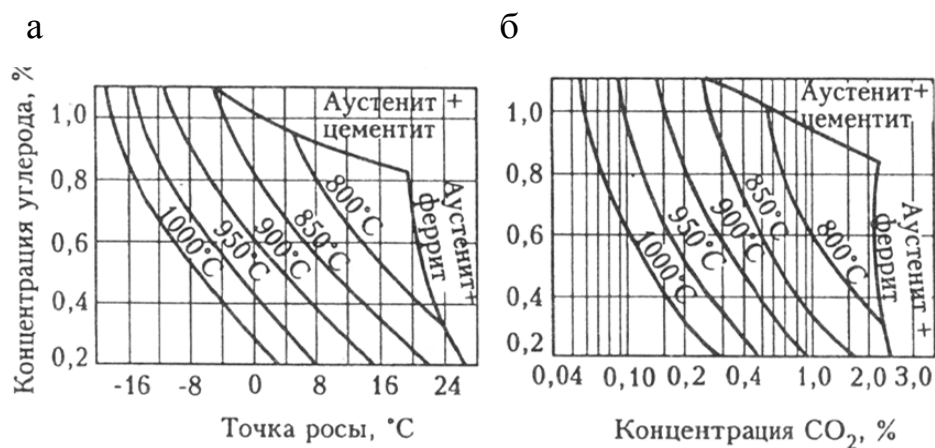 а
б
Концентрация углерода, %
1,0
0,8
0,6
0,4
0,2
-16 -8 0 8 16 24
Точка росы, °С
Аустенит +
цементит
Аустенит+
феррит
1000°С
950°С
900°С
850°С
800°С
1,0
0,8
0,6
0,4
0,2
0,04 0,10 0,2 0,4 1,0 2,0 3,0
Концентрация CO₂, %
Аустенит+
цементит
Аустенит +
феррит
1000°С
950°С
900°С
850°С
800°С